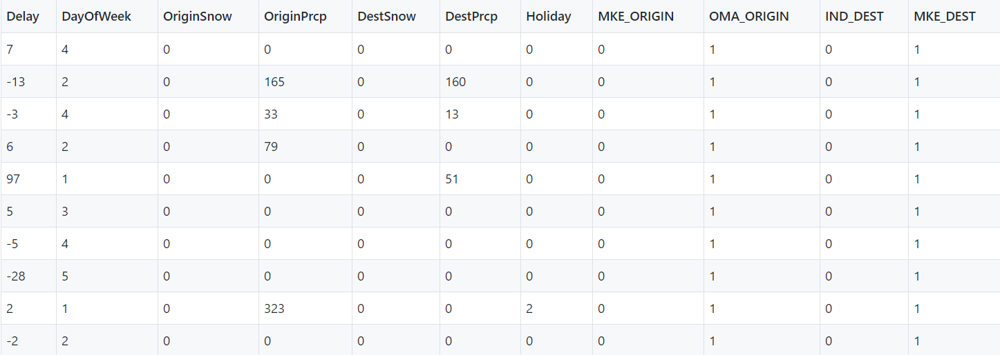 Delay DayOfWeek OriginSnow OriginPrcp DestSnow DestPrcp Holiday MKE_ORIGIN OMA_ORIGIN IND_DEST MKE_DEST
7 4 0 0 0 0 0 0 1 0 1
-13 2 0 165 0 160 0 0 1 0 1
-3 4 0 33 0 13 0 0 1 0 1
6 2 0 79 0 0 0 0 1 0 1
97 1 0 0 0 51 0 0 1 0 1
5 3 0 0 0 0 0 0 1 0 1
-5 4 0 0 0 0 0 0 1 0 1
-28 5 0 0 0 0 0 0 1 0 1
2 1 0 323 0 0 2 0 1 0 1
-2 2 0 0 0 0 0 0 1 0 1